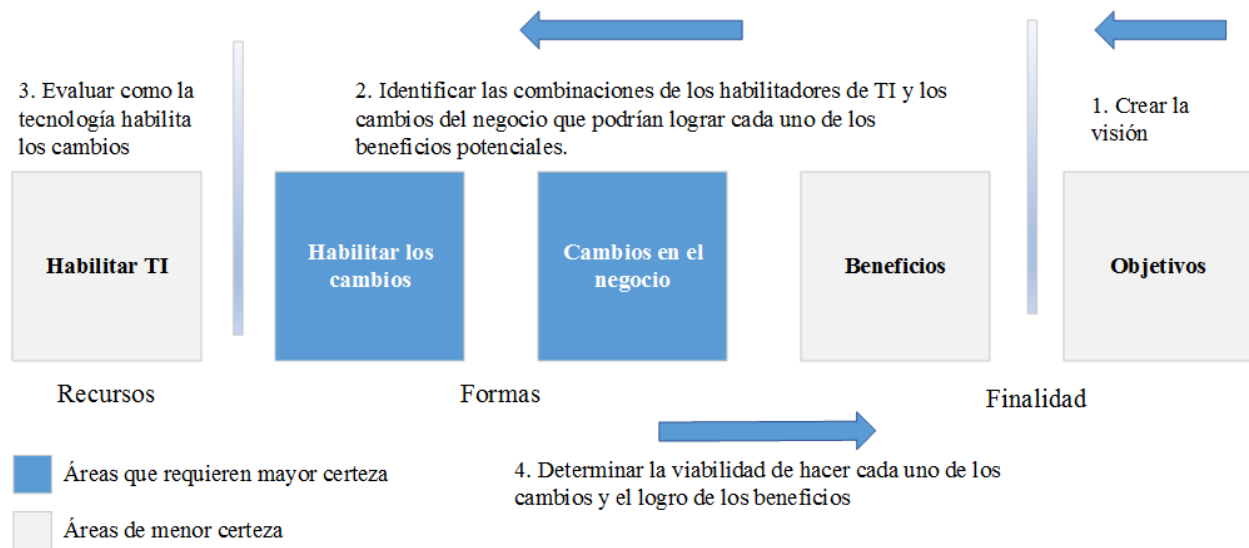 3. Evaluar como la
tecnología habilita
los cambios
2. Identificar las combinaciones de los habilitadores de TI y los
cambios del negocio que podrían lograr cada uno de los
beneficios potenciales.
1. Crear la
visión
Habilitar TI
Habilitar los
cambios
Cambios en el
negocio
Beneficios
Objetivos
Recursos
Formas
Finalidad
4. Determinar la viabilidad de hacer cada uno de los
cambios y el logro de los beneficios
Áreas que requieren mayor certeza
Áreas de menor certeza